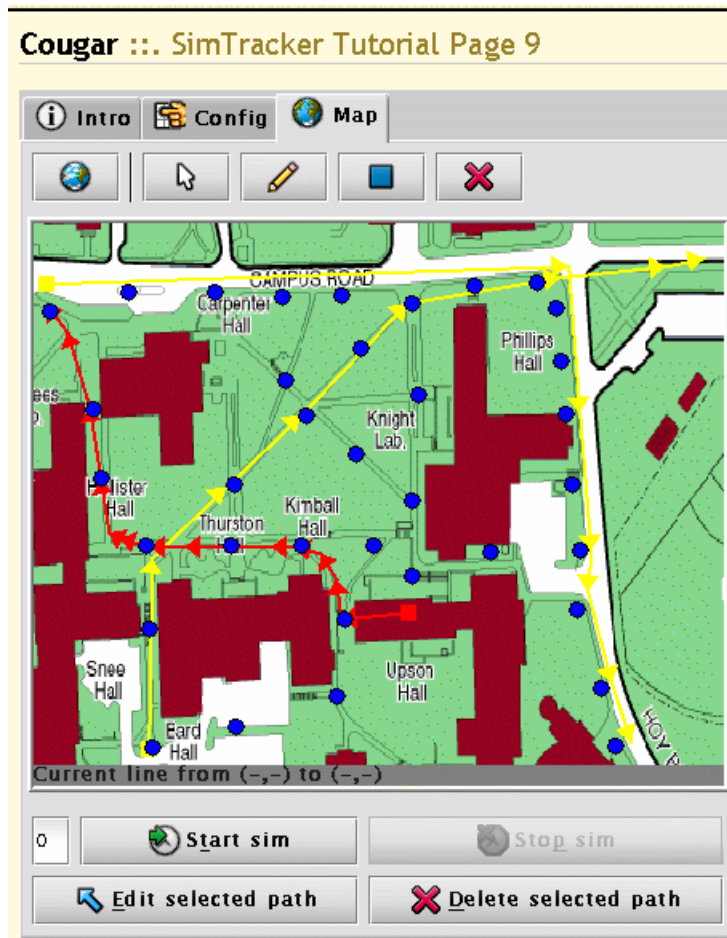 Cougar ::. SimTracker Tutorial Page 9
Intro Config Map
CAMPUS ROAD
Carpenter
Hall
Phillips
Hall
Knight
Lab.
Hall
Kimball
Hall
Thurston
Snee
Hall
Upson
Hall
Bard
Hall
HOY
Current line from (-,-) to (-,-)
0 Start sim Stop sim
Edit selected path Delete selected path